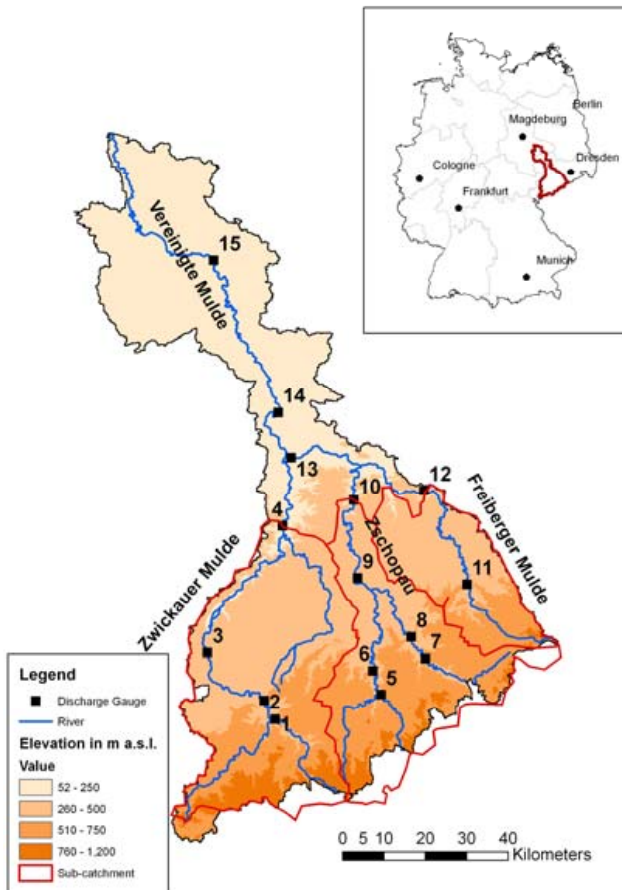 Berlin
Magdeburg
Dresden
Cologne
Frankfurt
Munich
Vereinigte Mulde
15
14
13
12
10
Freiberger Mulde
4
Zschopau
Zwickauer Mulde
9
11
8
3
7
6
5
2
1
Legend
Discharge Gauge
River
Elevation in m a.s.l.
Value
52 - 250
260 - 500
510 - 750
760 - 1,200
Sub-catchment
0 5 10 20 30 40
Kilometers